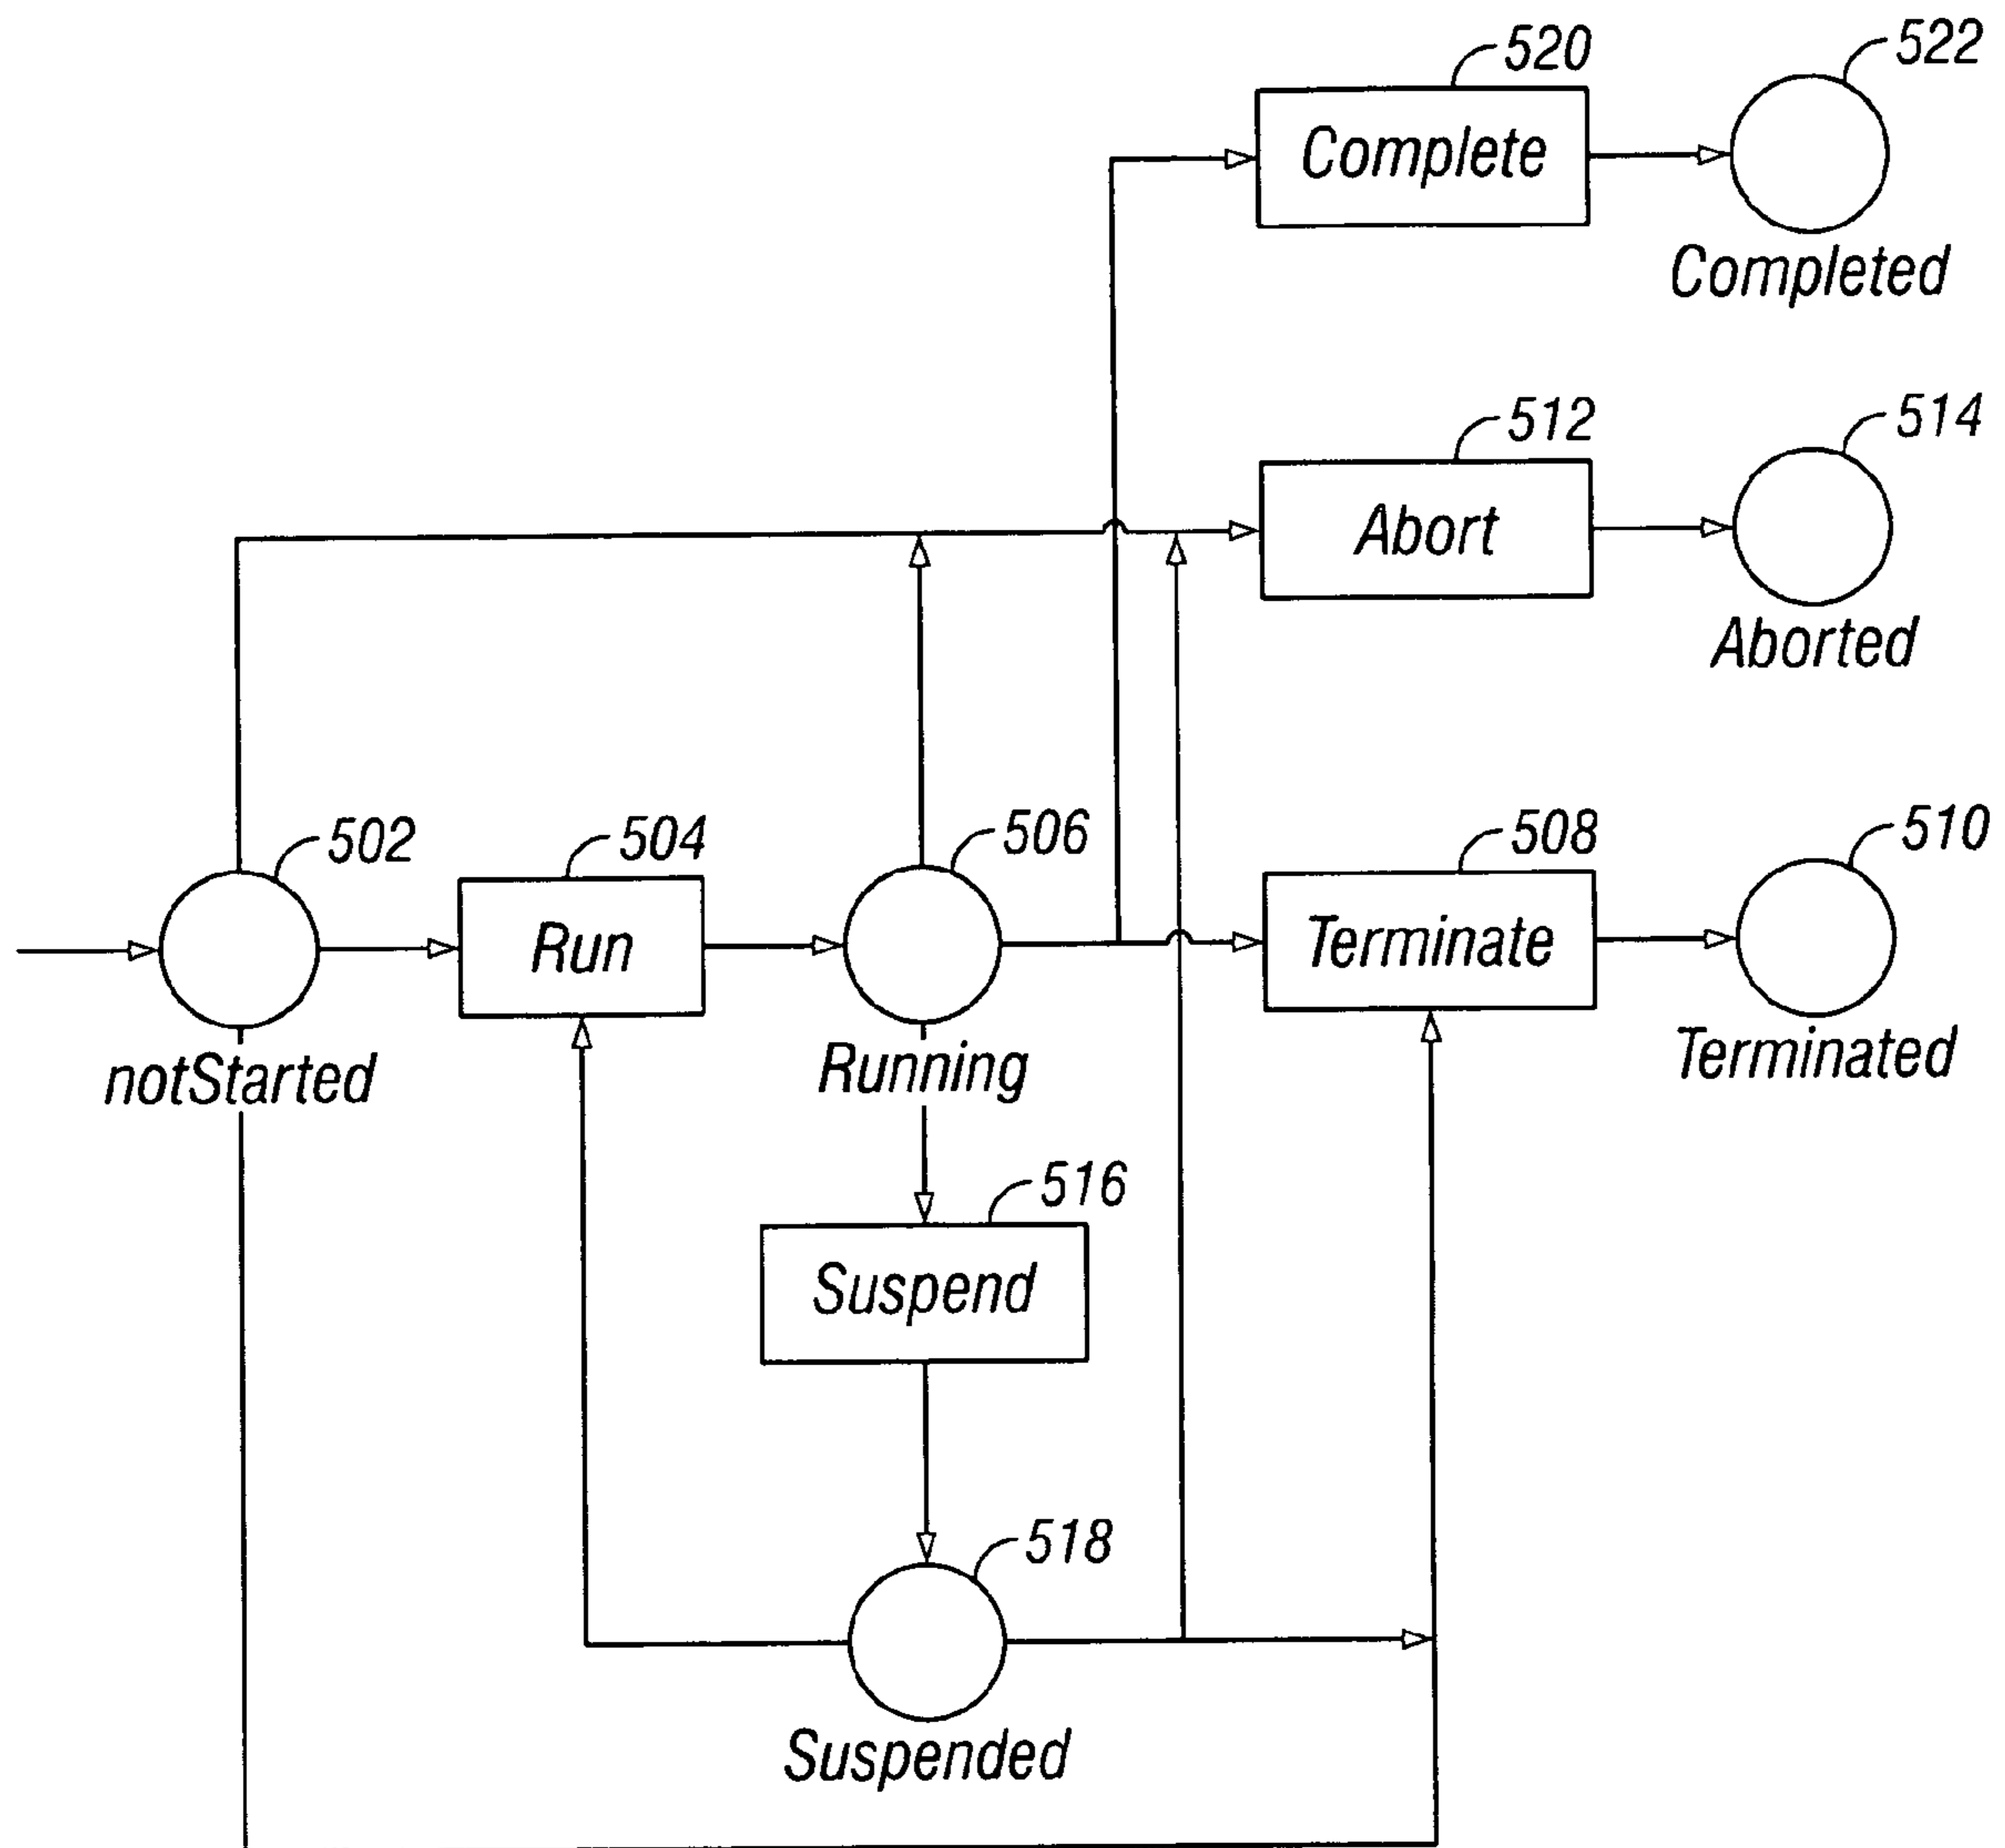 520
522
Complete
Completed
512
514
Abort
Aborted
502
504
506
508
510
Run
Terminate
notStarted
Running
Terminated
516
Suspend
518
Suspended